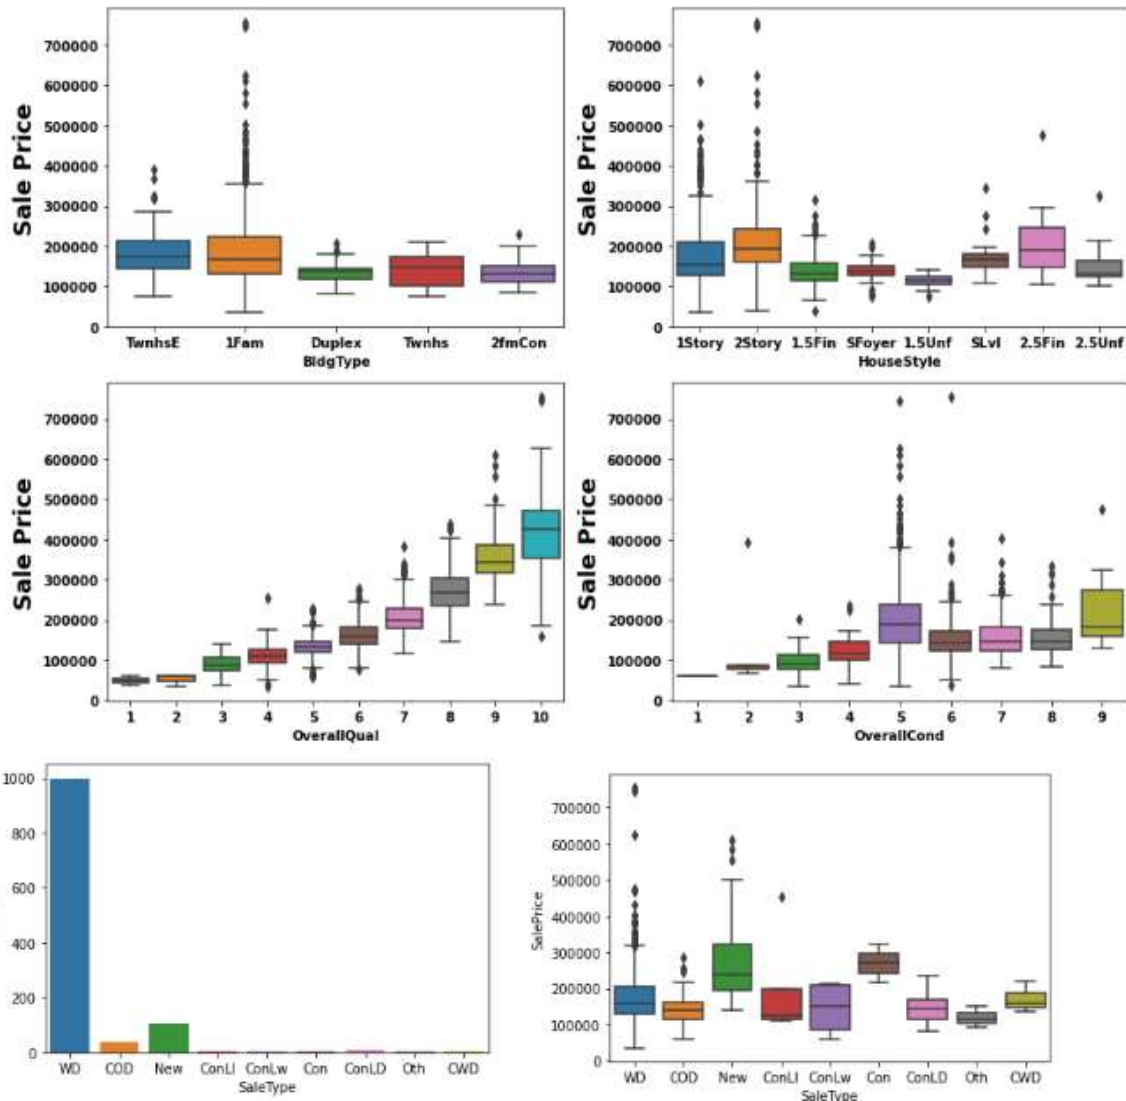 Sale Price
700000
600000
500000
400000
300000
200000
100000
0
TwnhsE 1Fam Duplex Twnhs 2fmCon
BldgType
Sale Price
700000
600000
500000
400000
300000
200000
100000
0
1Story 2Story 1.5Fin SFoyer 1.5Unf SLvl 2.5Fin 2.5Unf
HouseStyle
Sale Price
700000
600000
500000
400000
300000
200000
100000
0
1 2 3 4 5 6 7 8 9 10
OverallQual
Sale Price
700000
600000
500000
400000
300000
200000
100000
0
1 2 3 4 5 6 7 8 9
OverallCond
1000
800
600
400
200
0
WD COD New ConLI ConLw Con ConLD Oth CWD
SaleType
SalePrice
700000
600000
500000
400000
300000
200000
100000
0
WD COD New ConLI ConLw Con ConLD Oth CWD
SaleType